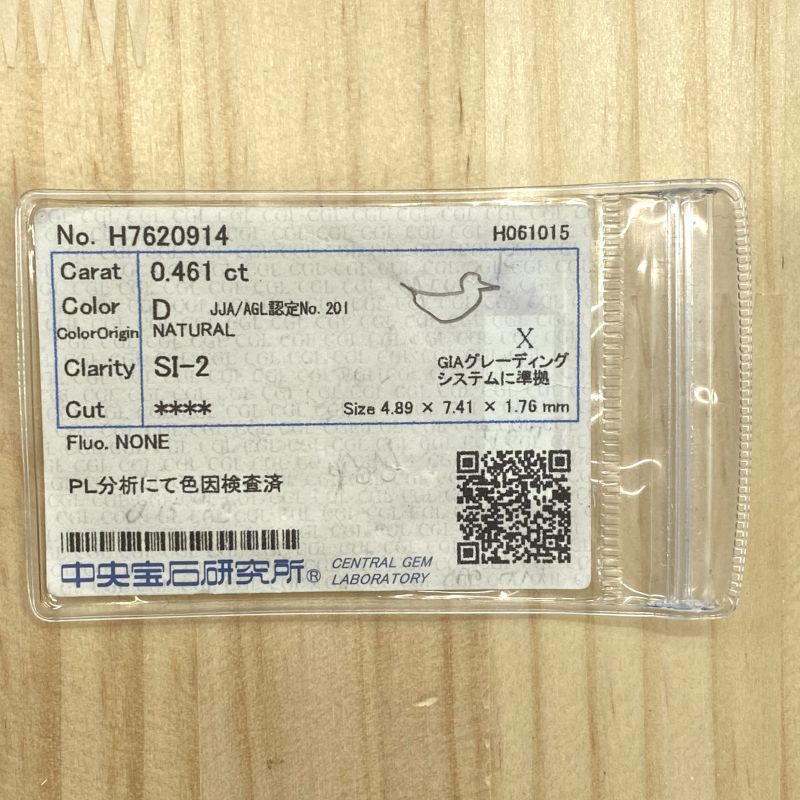 No. H7620914 H061015
Carat 0.461 ct
Color D JJA/AGL認定No. 201
ColorOrigin NATURAL
X
Clarity SI-2 GIAグレーディング
システムに準拠
Cut **** Size 4.89 × 7.41 × 1.76 mm
Fluo. NONE
PL分析にて色因検査済
中央宝石研究所® CENTRAL GEM
LABORATORY